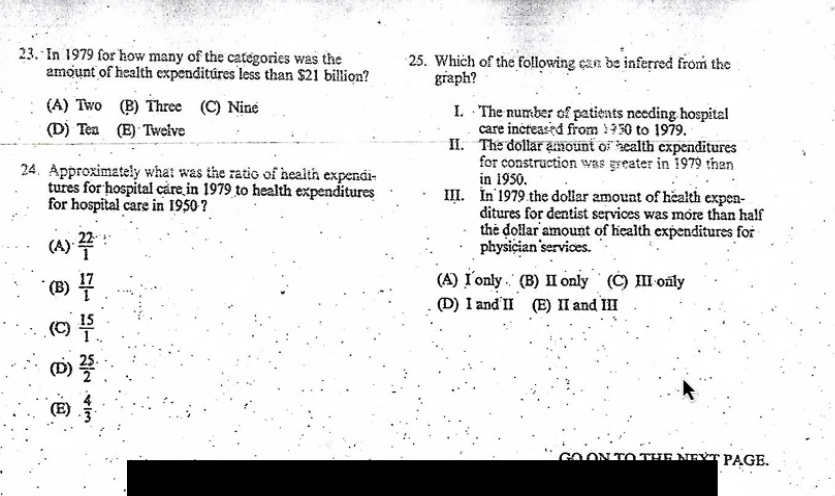 23. In 1979 for how many of the categories was the
amount of health expenditures less than $21 billion?
(A) Two (B) Three (C) Nine
(D) Ten (E) Twelve
24. Approximately what was the ratio of health expendi-
tures for hospital care in 1979 to health expenditures
for hospital care in 1950?
(A) 22/1
(B) 17/1
(C) 15/1
(D) 25/2
(E) 4/3
25. Which of the following can be inferred from the
graph?
I. The number of patients needing hospital
care increased from 1950 to 1979.
II. The dollar amount of health expenditures
for construction was greater in 1979 than
in 1950.
III. In 1979 the dollar amount of health expen-
ditures for dentist services was more than half
the dollar amount of health expenditures for
physician services.
(A) I only (B) II only (C) III only
(D) I and II (E) II and III
GO ON TO THE NEXT PAGE.